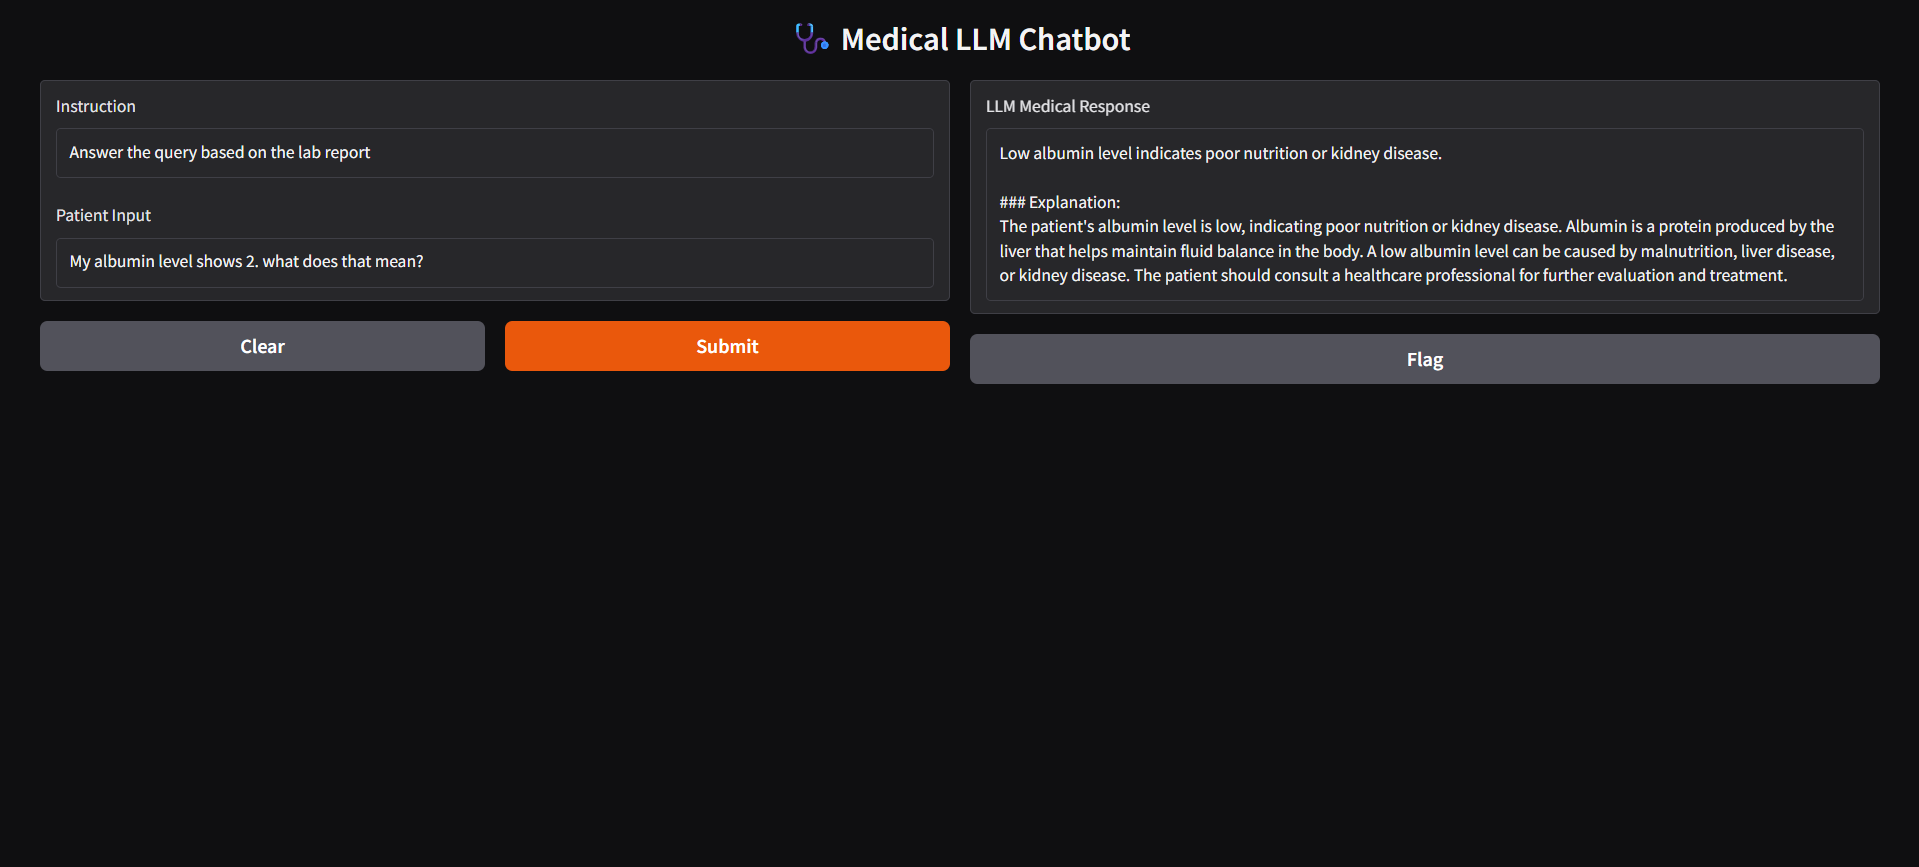 Medical LLM Chatbot
Instruction
Answer the query based on the lab report
Patient Input
My albumin level shows 2. what does that mean?
Clear
Submit
LLM Medical Response
Low albumin level indicates poor nutrition or kidney disease.
### Explanation:
The patient's albumin level is low, indicating poor nutrition or kidney disease. Albumin is a protein produced by the
liver that helps maintain fluid balance in the body. A low albumin level can be caused by malnutrition, liver disease,
or kidney disease. The patient should consult a healthcare professional for further evaluation and treatment.
Flag